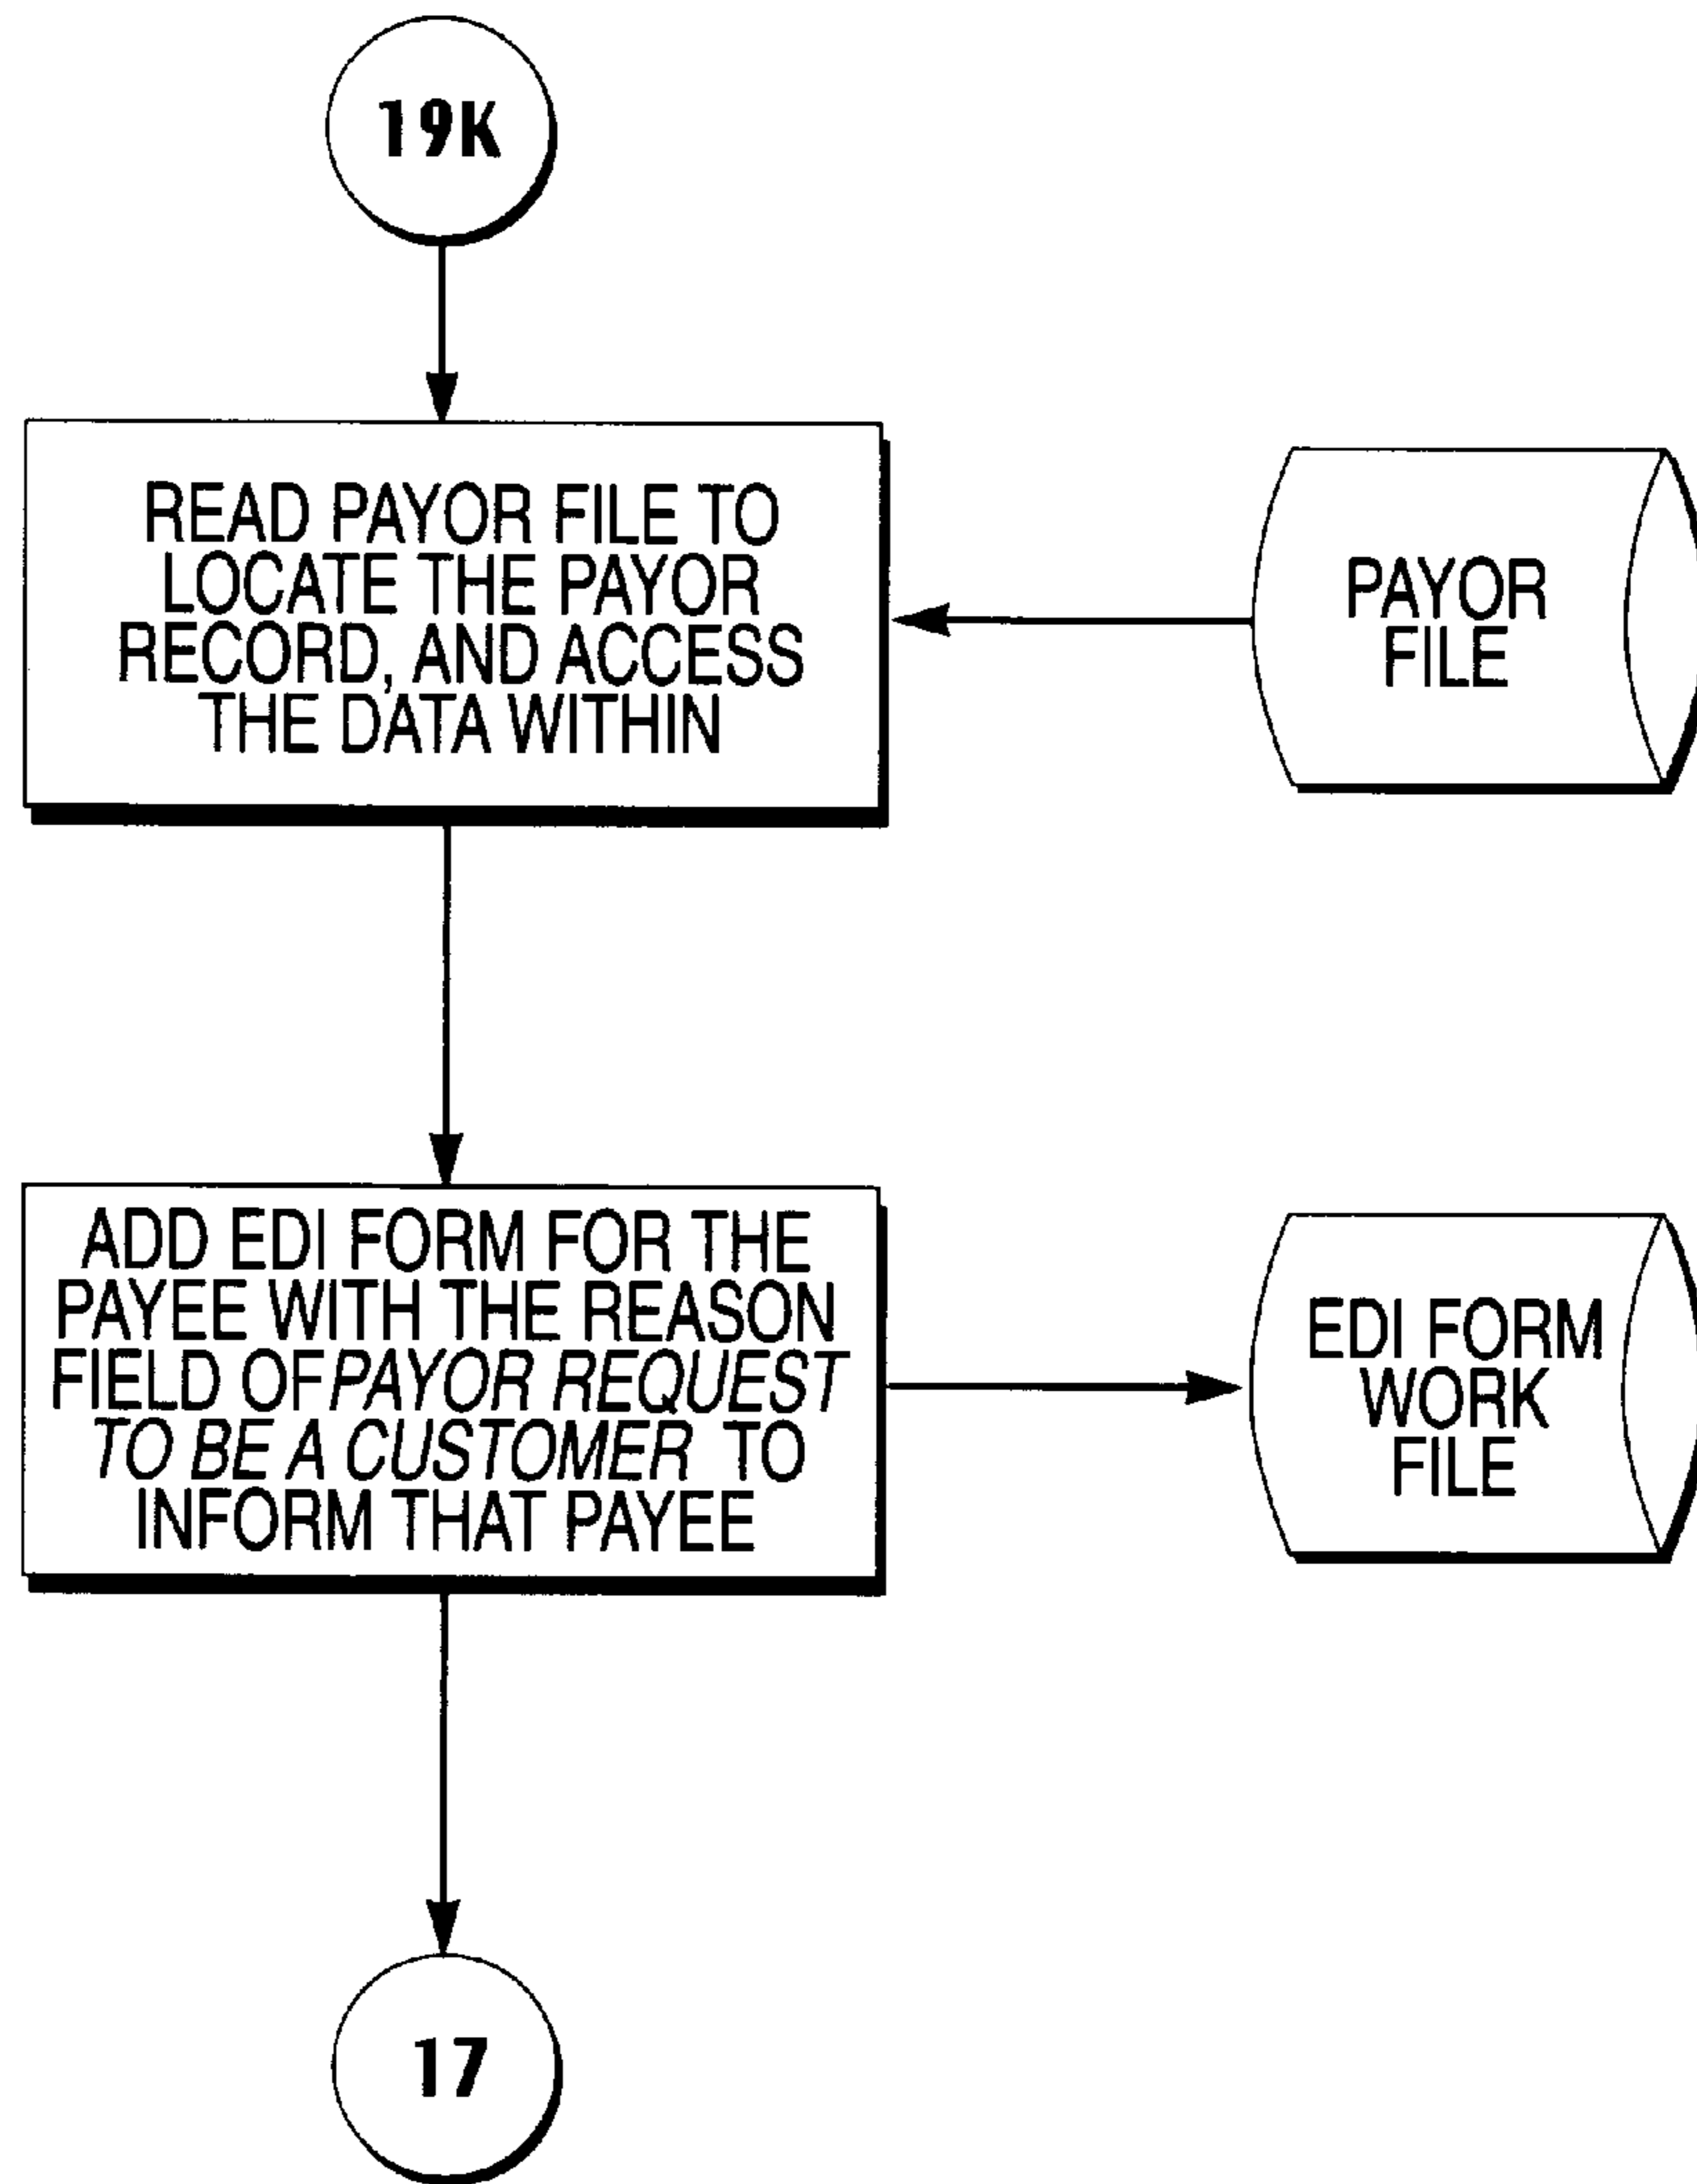 19K
READ PAYOR FILE TO
LOCATE THE PAYOR
RECORD, AND ACCESS
THE DATA WITHIN
PAYOR
FILE
ADD EDI FORM FOR THE
PAYEE WITH THE REASON
FIELD OF PAYOR REQUEST
TO BE A CUSTOMER TO
INFORM THAT PAYEE
EDI FORM
WORK
FILE
17